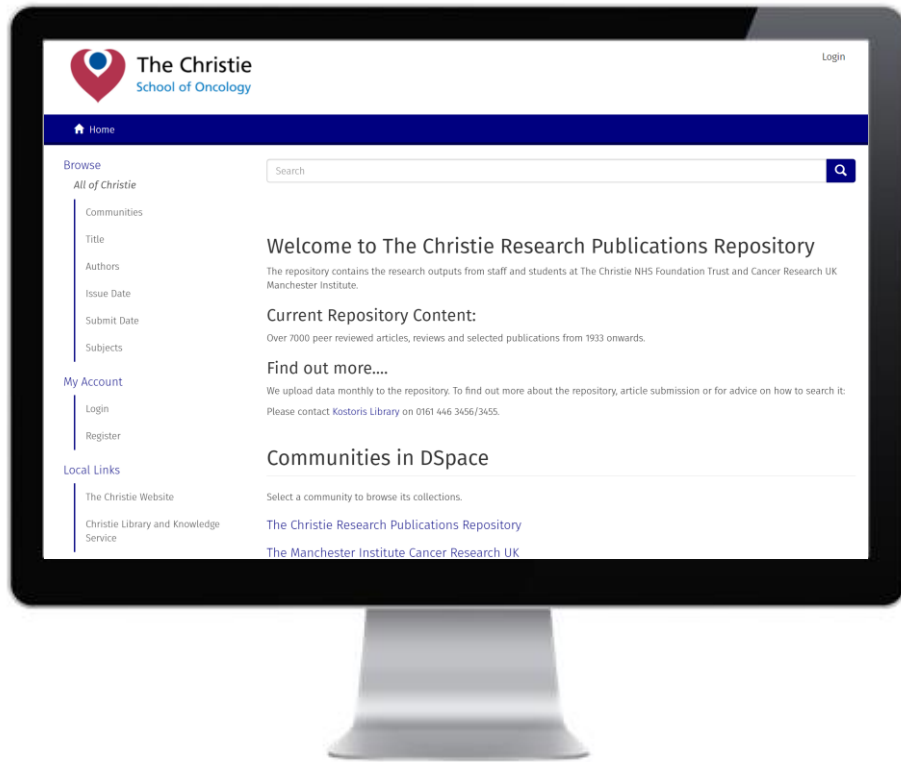 The Christie
School of Oncology
Login
Home
Browse
All of Christie
Communities
Title
Authors
Issue Date
Submit Date
Subjects
My Account
Login
Register
Local Links
The Christie Website
Christie Library and Knowledge
Service
Search
Welcome to The Christie Research Publications Repository
The repository contains the research outputs from staff and students at The Christie NHS Foundation Trust and Cancer Research UK
Manchester Institute.
Current Repository Content:
Over 7000 peer reviewed articles, reviews and selected publications from 1933 onwards.
Find out more....
We upload data monthly to the repository. To find out more about the repository, article submission or for advice on how to search it:
Please contact Kostoris Library on 0161 446 3456/3455.
Communities in DSpace
Select a community to browse its collections.
The Christie Research Publications Repository
The Manchester Institute Cancer Research UK